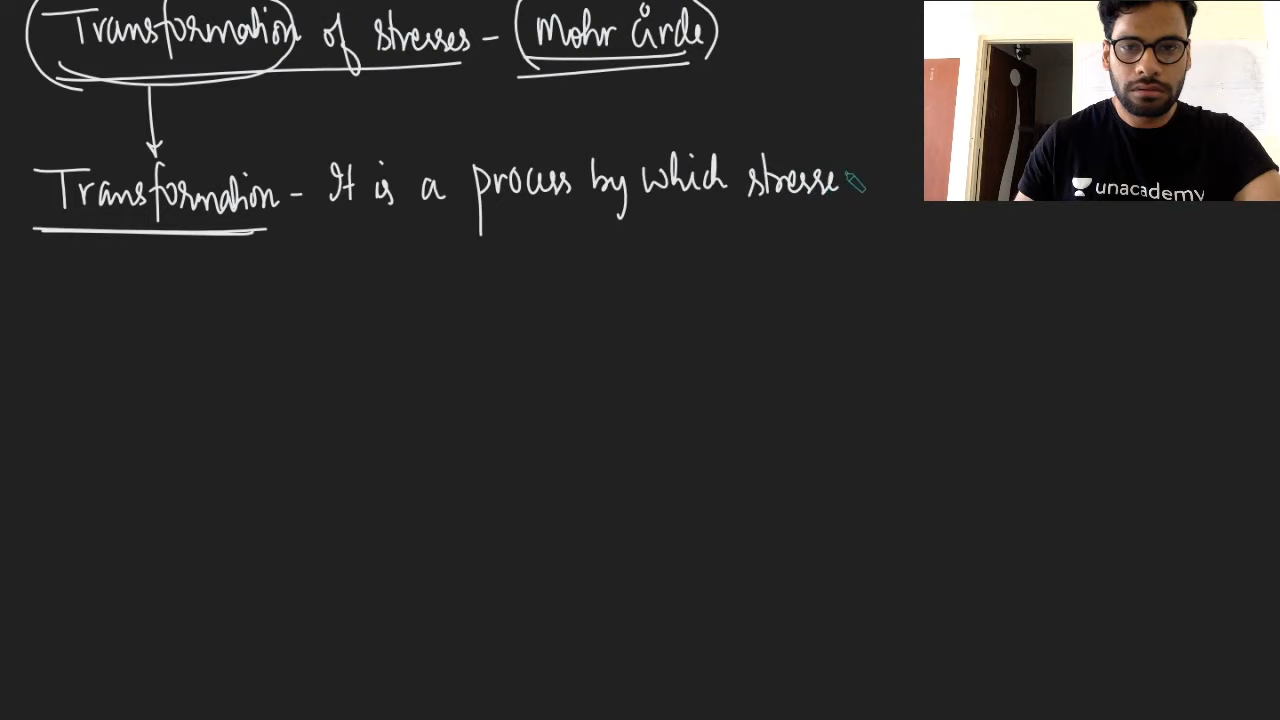 Transformation of stresses - Mohr Circle
Transformation - It is a process by which stresse
unacademy